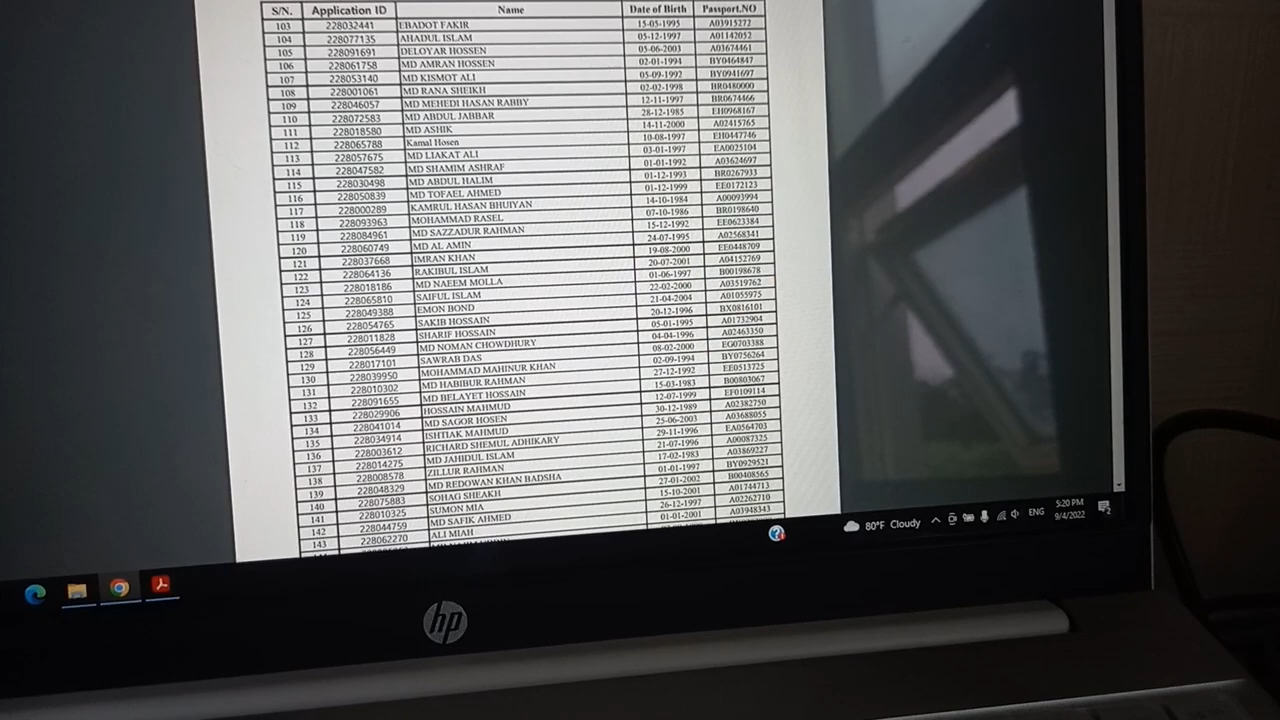 S/N. Application ID Name Date of Birth Passport.NO
103 228032441 EBADOT FAKIR 15-05-1995 A03915272
104 228077135 AHADUL ISLAM 05-12-1997 A01142052
105 228091691 DELOYAR HOSSEN 05-06-2003 A03674461
106 228061758 MD AMRAN HOSSEN 02-01-1994 BY0464847
107 228053140 MD KISMOT ALI 05-09-1992 BY0941697
108 228001061 MD RANA SHEIKH 02-02-1998 BR0480000
109 228046057 MD MEHEDI HASAN RABBY 12-11-1997 BR0674466
110 228072583 MD ABDUL JABBAR 28-12-1985 EH0968167
111 228018580 MD ASHIK 14-11-2000 A02415765
112 228065788 Kamal Hosen 10-08-1997 EH0447746
113 228057675 MD LIAKAT ALI 03-01-1997 EA0025104
114 228047582 MD SHAMIM ASHRAF 01-01-1992 A03624697
115 228030498 MD ABDUL HALIM 01-12-1993 BR0267933
116 228050839 MD TOFAEL AHMED 01-12-1999 EE0172123
117 228000289 KAMRUL HASAN BHUIYAN 14-10-1984 A00093994
118 228093963 MOHAMMAD RASEL 07-10-1986 BR0198640
119 228084961 MD SAZZADUR RAHMAN 15-12-1992 EE0623384
120 228060749 MD AL AMIN 24-07-1995 A02568341
121 228037668 IMRAN KHAN 19-08-2000 EE0448709
122 228064136 RAKIBUL ISLAM 20-07-2001 A04152769
123 228018186 MD NAEEM MOLLA 01-06-1997 B00198678
124 228065810 SAIFUL ISLAM 22-02-2000 A03519762
125 228049388 EMON BOND 21-04-2004 A01055975
126 228054765 SAKIB HOSSAIN 20-12-1996 BX0816101
127 228011828 SHARIF HOSSAIN 05-01-1995 A01732904
128 228056449 MD NOMAN CHOWDHURY 04-04-1996 A02463350
129 228017101 SAWRAB DAS 08-02-2000 EG0703388
130 228039950 MOHAMMAD MAHINUR KHAN 02-09-1994 BY0756264
131 228010302 MD HABIBUR RAHMAN 27-12-1992 EE0513725
132 228091655 MD BELAYET HOSSAIN 15-03-1983 B00803067
133 228029906 HOSSAIN MAHMUD 12-07-1999 EF0109114
134 228041014 MD SAGOR HOSEN 30-12-1989 A02382750
135 228034914 ISHTIAK MAHMUD 25-06-2003 A03688055
136 228003612 RICHARD SHEMUL ADHIKARY 29-11-1996 EA0564703
137 228014275 MD JAHIDUL ISLAM 21-07-1996 A00087325
138 228008578 ZILLUR RAHMAN 17-02-1983 A03869227
139 228048329 MD REDOWAN KHAN BADSHA 01-01-1997 BY0929521
140 228075883 SOHAG SHEAKH 27-01-2002 B00408565
141 228010325 SUMON MIA 15-10-2001 A01744713
142 228044759 MD SAFIK AHMED 26-12-1997 A02262710
143 228062270 ALI MIAH 01-01-2001 A03948343
80°F Cloudy ENG 5:20 PM
9/4/2022
hp